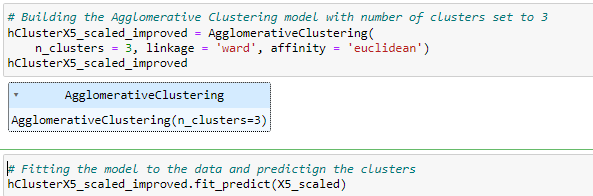 # Building the Agglomerative Clustering model with number of clusters set to 3
hClusterX5_scaled_improved = AgglomerativeClustering(
    n_clusters = 3, linkage = 'ward', affinity = 'euclidean')
hClusterX5_scaled_improved
▾ AgglomerativeClustering
AgglomerativeClustering(n_clusters=3)
# Fitting the model to the data and predictign the clusters
hClusterX5_scaled_improved.fit_predict(X5_scaled)